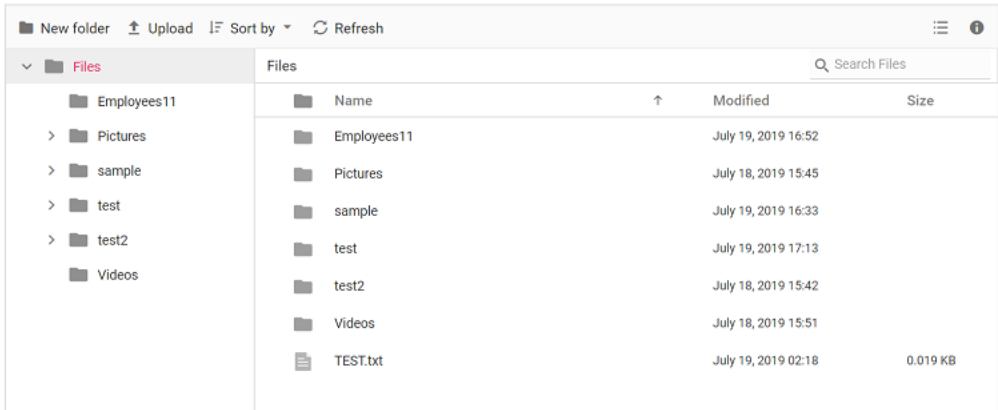 New folder Upload Sort by Refresh
Files
Employees11
Pictures
sample
test
test2
Videos
Files Search Files
Name Modified Size
Employees11 July 19, 2019 16:52
Pictures July 18, 2019 15:45
sample July 19, 2019 16:33
test July 19, 2019 17:13
test2 July 18, 2019 15:42
Videos July 18, 2019 15:51
TEST.txt July 19, 2019 02:18 0.019 KB